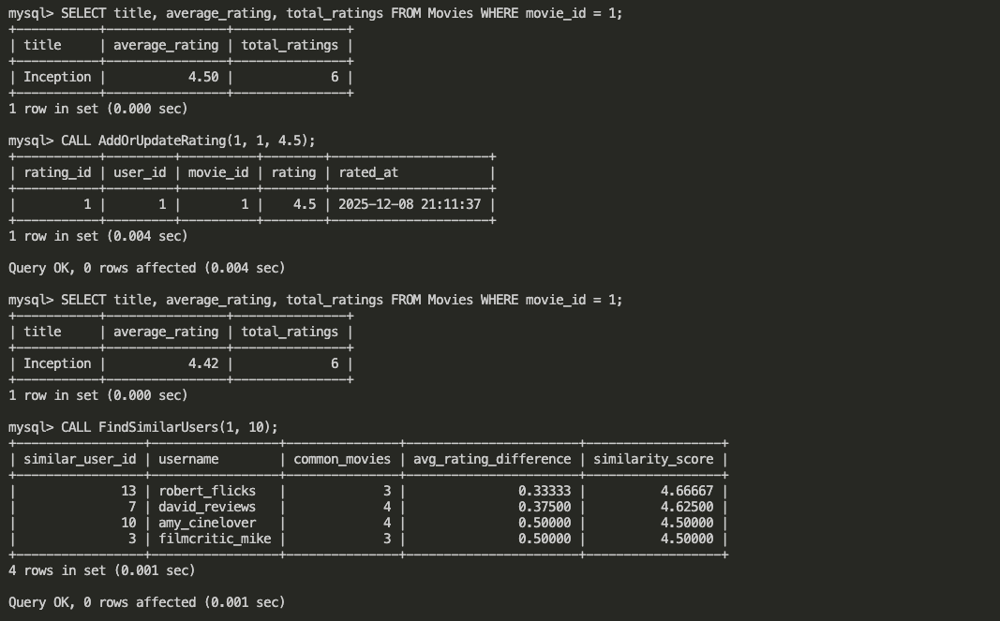 mysql> SELECT title, average_rating, total_ratings FROM Movies WHERE movie_id = 1;
+-----------+----------------+---------------+
| title     | average_rating | total_ratings |
+-----------+----------------+---------------+
| Inception |           4.50 |             6 |
+-----------+----------------+---------------+
1 row in set (0.000 sec)

mysql> CALL AddOrUpdateRating(1, 1, 4.5);
+-----------+---------+----------+--------+---------------------+
| rating_id | user_id | movie_id | rating | rated_at            |
+-----------+---------+----------+--------+---------------------+
|         1 |       1 |        1 |    4.5 | 2025-12-08 21:11:37 |
+-----------+---------+----------+--------+---------------------+
1 row in set (0.004 sec)

Query OK, 0 rows affected (0.004 sec)

mysql> SELECT title, average_rating, total_ratings FROM Movies WHERE movie_id = 1;
+-----------+----------------+---------------+
| title     | average_rating | total_ratings |
+-----------+----------------+---------------+
| Inception |           4.42 |             6 |
+-----------+----------------+---------------+
1 row in set (0.000 sec)

mysql> CALL FindSimilarUsers(1, 10);
+-----------------+-----------------+---------------+-----------------------+------------------+
| similar_user_id | username        | common_movies | avg_rating_difference | similarity_score |
+-----------------+-----------------+---------------+-----------------------+------------------+
|              13 | robert_flicks   |             3 |               0.33333 |          4.66667 |
|               7 | david_reviews   |             4 |               0.37500 |          4.62500 |
|              10 | amy_cinelover   |             4 |               0.50000 |          4.50000 |
|               3 | filmcritic_mike |             3 |               0.50000 |          4.50000 |
+-----------------+-----------------+---------------+-----------------------+------------------+
4 rows in set (0.001 sec)

Query OK, 0 rows affected (0.001 sec)